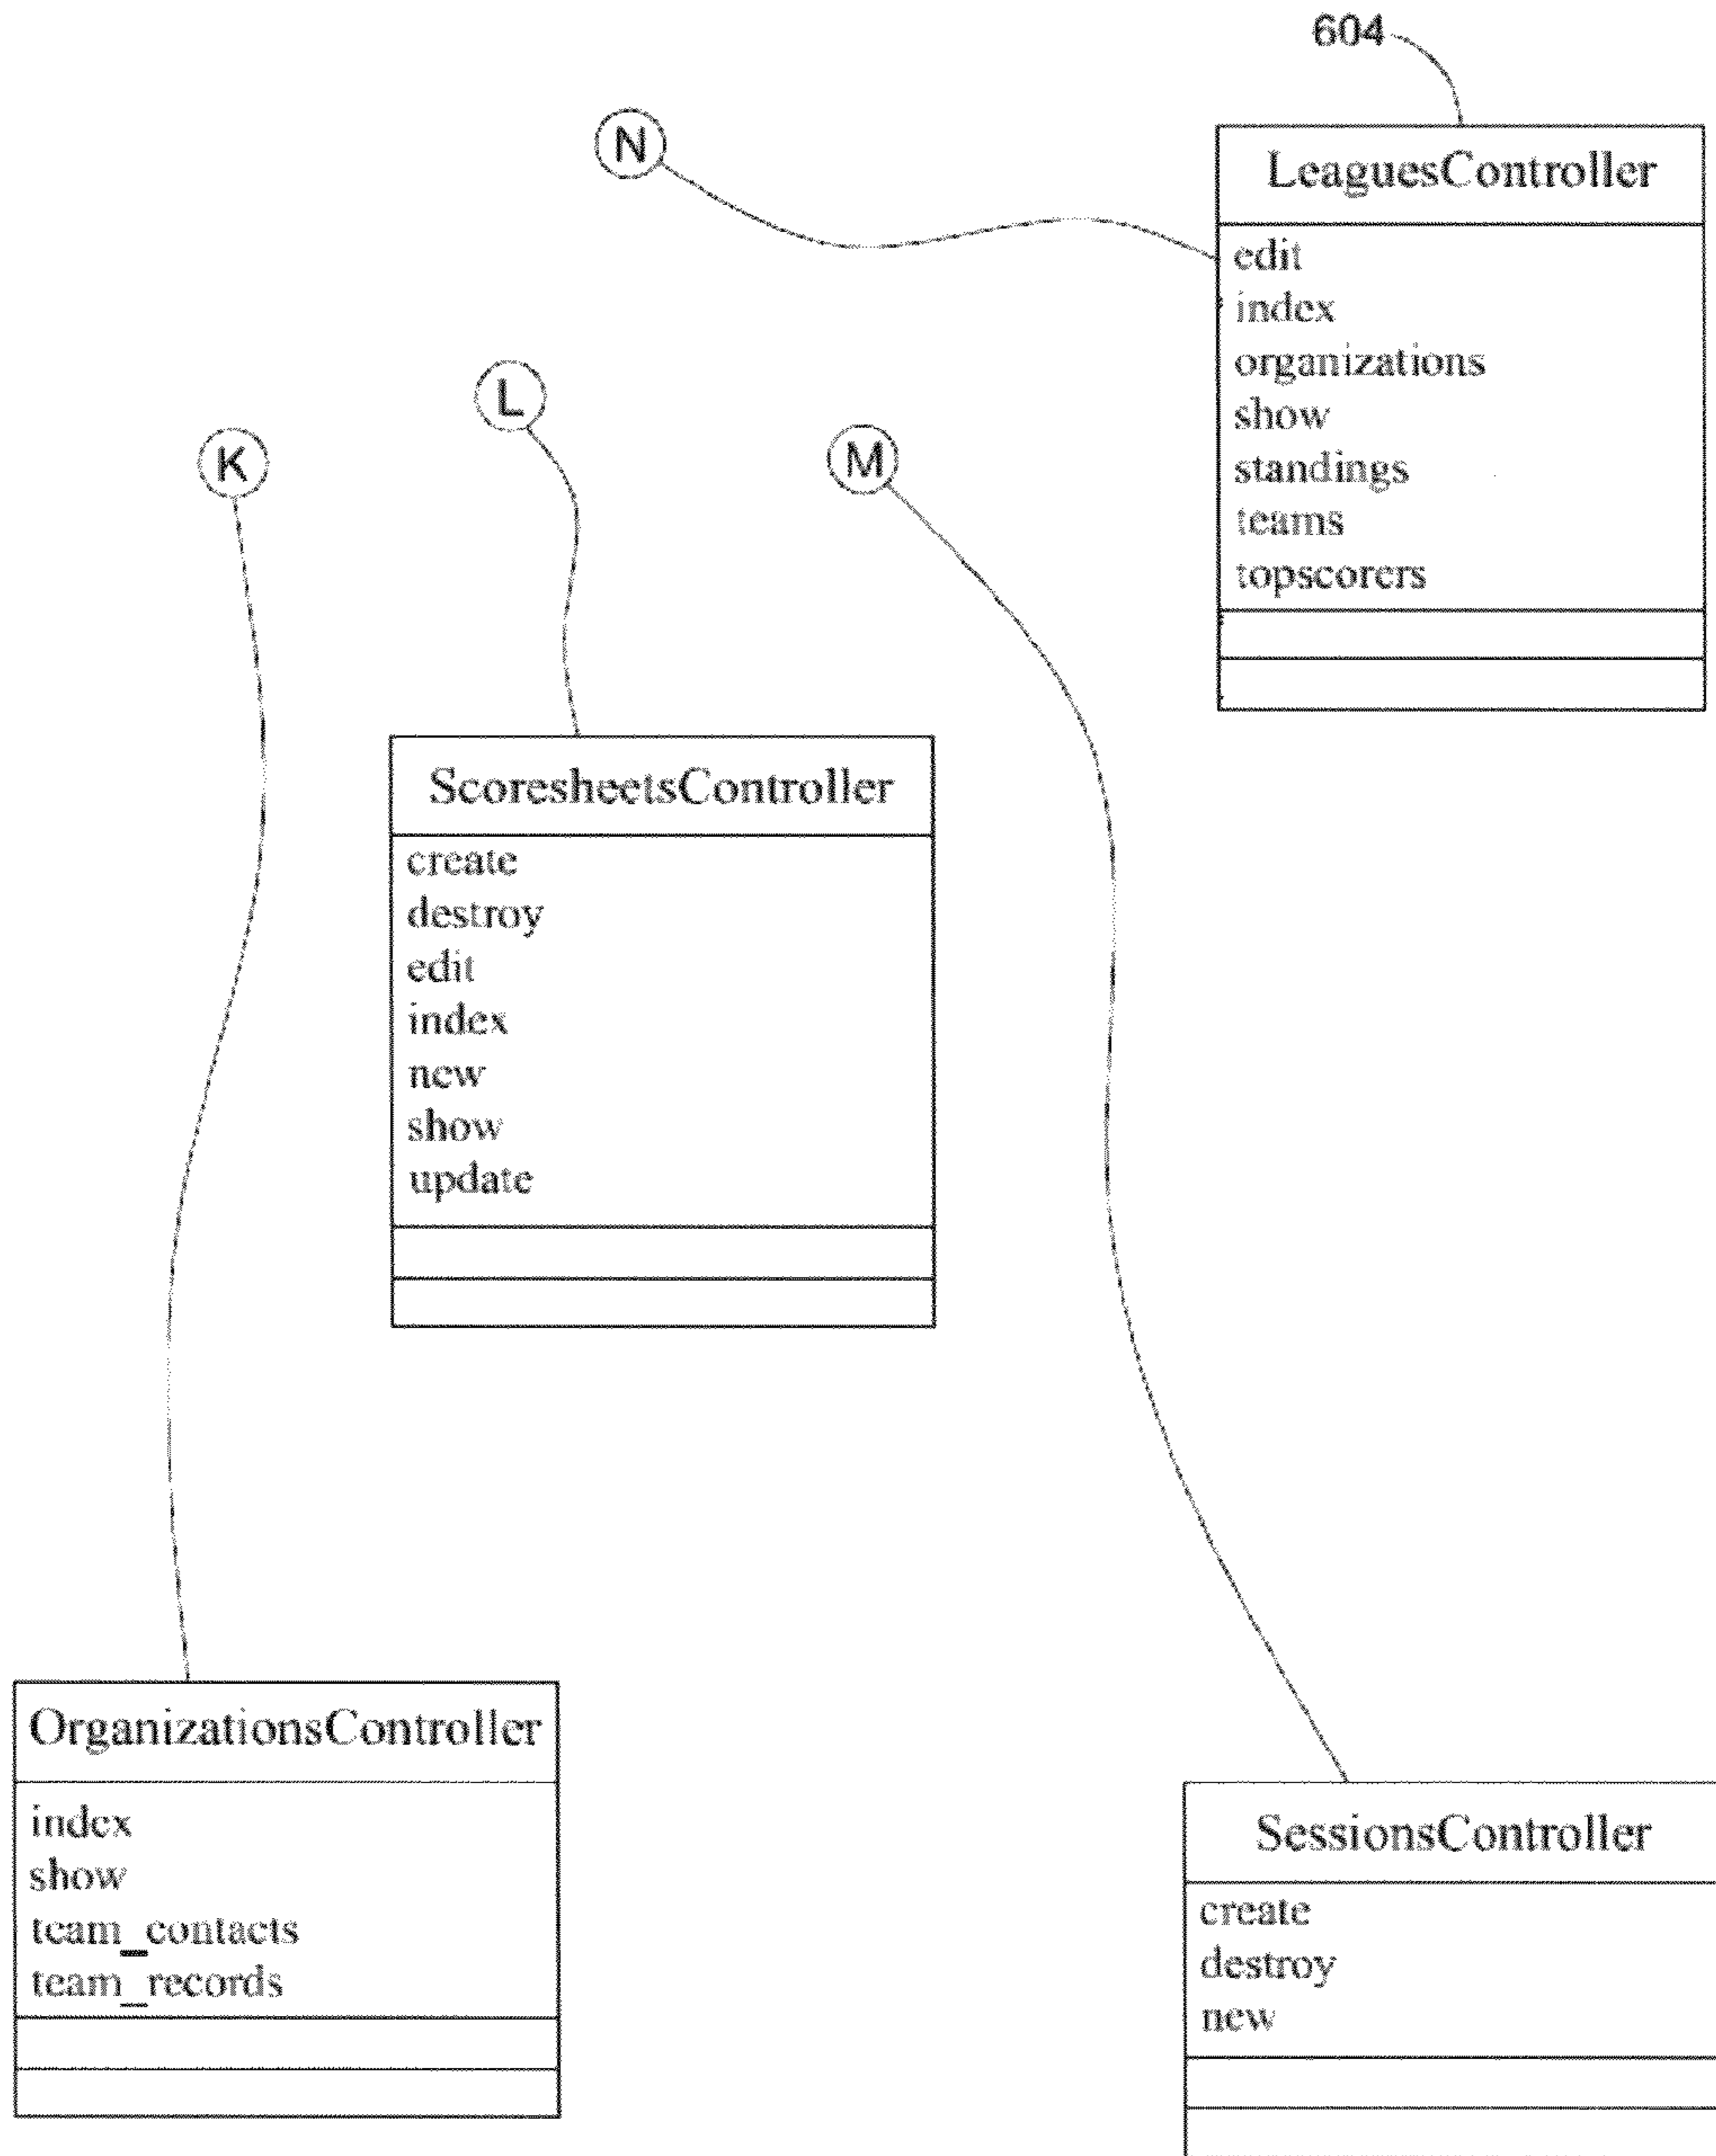 604
N
LeaguesController
edit
index
organizations
show
standings
teams
topscorers
L
K
M
ScoresheetsController
create
destroy
edit
index
new
show
update
OrganizationsController
index
show
team_contacts
team_records
SessionsController
create
destroy
new